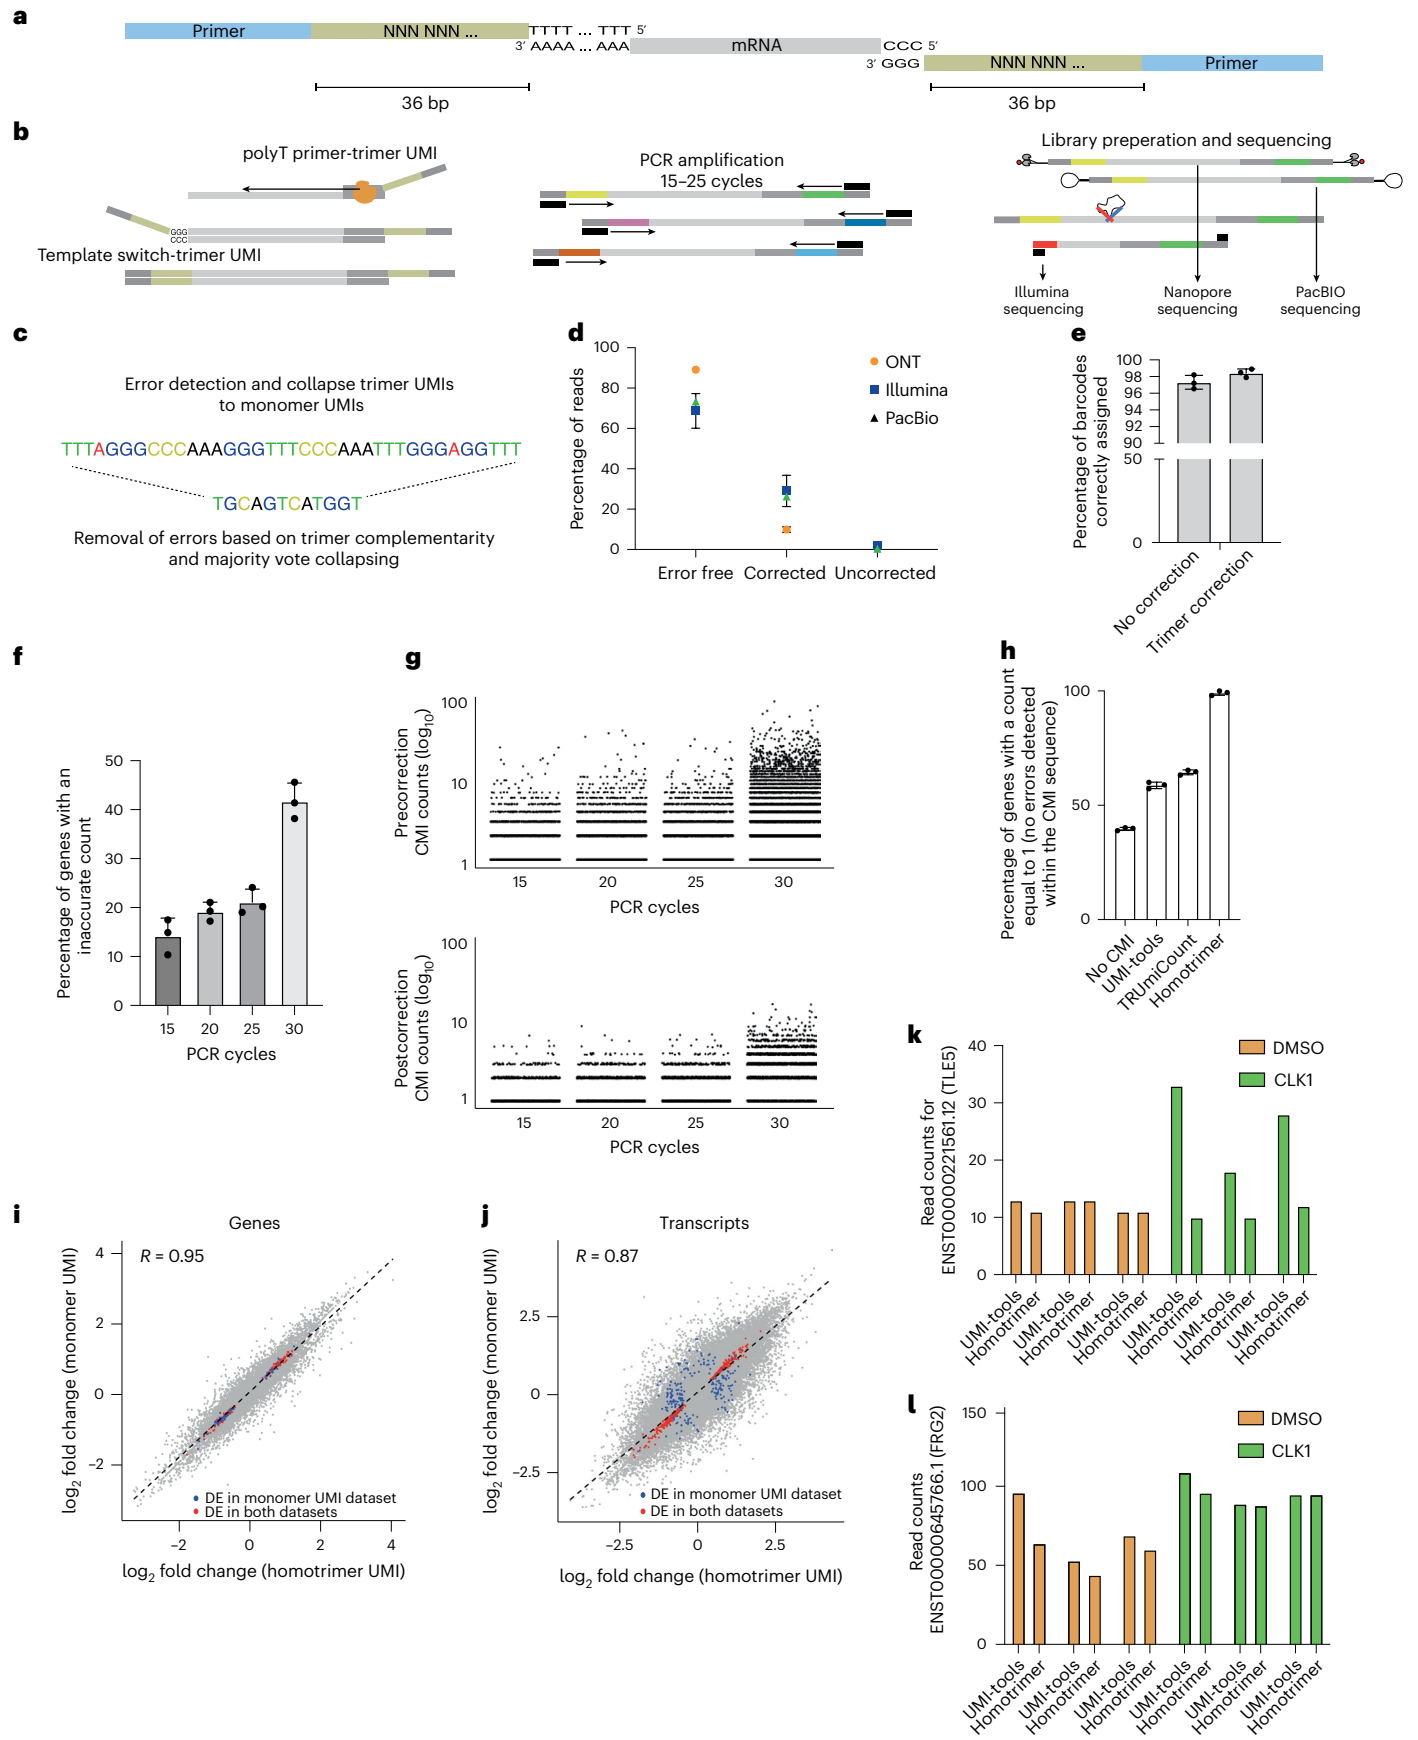 a
Primer
NNN NNN ...
TTTT ... TTT 5′
3′ AAAA ... AAA
mRNA
CCC 5′
3′ GGG
NNN NNN ...
Primer
36 bp
36 bp
b
polyT primer-trimer UMI
GGG
CCC
Template switch-trimer UMI
PCR amplification
15–25 cycles
Library preperation and sequencing
Illumina
sequencing
Nanopore
sequencing
PacBIO
sequencing
c
Error detection and collapse trimer UMIs
to monomer UMIs
TTTAGGGCCCAAAGGGTTTCCCAAATTTGGGAGGTTT
TGCAGTCATGGT
Removal of errors based on trimer complementarity
and majority vote collapsing
d
Percentage of reads
100
80
60
40
20
0
Error free
Corrected
Uncorrected
ONT
Illumina
PacBio
e
Percentage of barcodes
correctly assigned
100
98
96
94
92
90
50
0
No correction
Trimer correction
f
Percentage of genes with an
inaccurate count
50
40
30
20
10
0
15
20
25
30
PCR cycles
g
Precorrection
CMI counts (log10)
100
10
1
15
20
25
30
PCR cycles
Postcorrection
CMI counts (log10)
100
10
1
15
20
25
30
PCR cycles
h
Percentage of genes with a count
equal to 1 (no errors detected
within the CMI sequence)
100
50
0
No CMI
UMI-tools
TRUmiCount
Homotrimer
i
Genes
R = 0.95
log2 fold change (monomer UMI)
4
2
0
−2
DE in monomer UMI dataset
DE in both datasets
−2
0
2
4
log2 fold change (homotrimer UMI)
j
Transcripts
R = 0.87
log2 fold change (monomer UMI)
2.5
0
−2.5
DE in monomer UMI dataset
DE in both datasets
−2.5
0
2.5
log2 fold change (homotrimer UMI)
k
Read counts for
ENST00000221561.12 (TLE5)
40
30
20
10
0
DMSO
CLK1
UMI-tools
Homotrimer
UMI-tools
Homotrimer
UMI-tools
Homotrimer
UMI-tools
Homotrimer
UMI-tools
Homotrimer
UMI-tools
Homotrimer
l
Read counts
ENST00000645766.1 (FRG2)
150
100
50
0
DMSO
CLK1
UMI-tools
Homotrimer
UMI-tools
Homotrimer
UMI-tools
Homotrimer
UMI-tools
Homotrimer
UMI-tools
Homotrimer
UMI-tools
Homotrimer